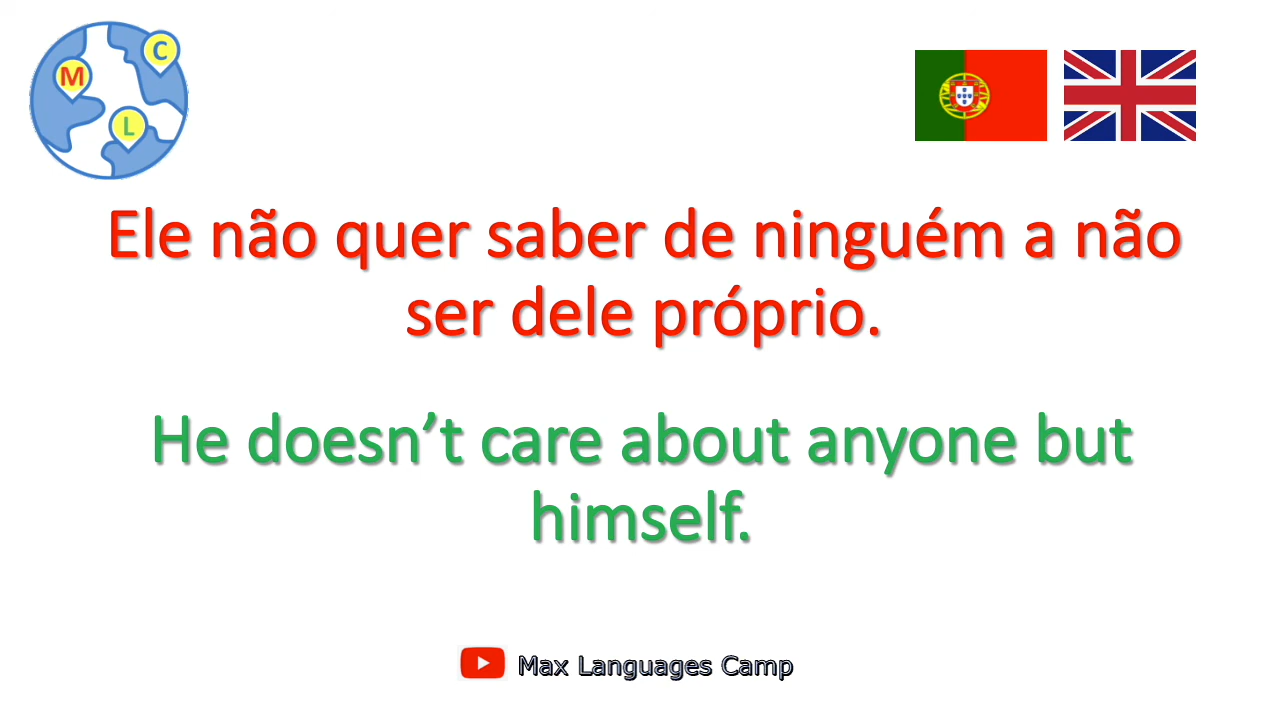 M
C
L
Ele não quer saber de ninguém a não
ser dele próprio.
He doesn’t care about anyone but
himself.
Max Languages Camp